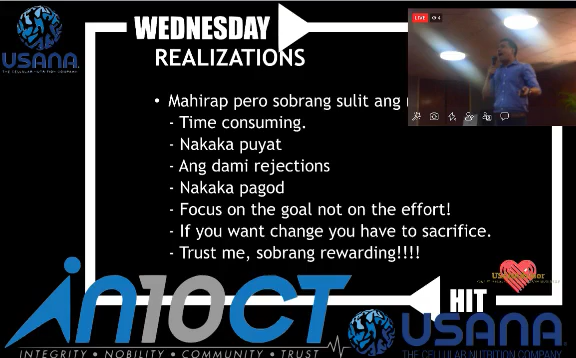 WEDNESDAY
REALIZATIONS
USANA
THE CELLULAR NUTRITION COMPANY
LIVE 4
• Mahirap pero sobrang sulit ang
- Time consuming.
- Nakaka puyat
- Ang dami rejections
- Nakaka pagod
- Focus on the goal not on the effort!
- If you want change you have to sacrifice.
- Trust me, sobrang rewarding!!!!
in10CT
INTEGRITY • NOBILITY • COMMUNITY • TRUST
HIT
USANA
THE CELLULAR NUTRITION COMPANY